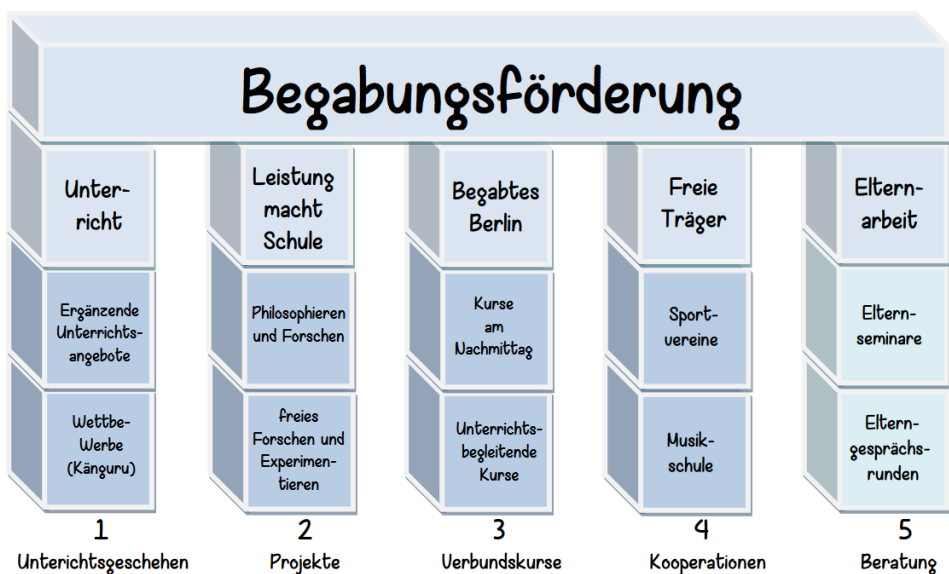 Begabungsförderung
Unter-
richt
Leistung
macht
Schule
Begabtes
Berlin
Freie
Träger
Eltern-
arbeit
Ergänzende
Unterrichts-
angebote
Philosophieren
und Forschen
Kurse
am
Nachmittag
Sport-
vereine
Eltern-
seminare
Wettbe-
Werbe
(Känguru)
freies
Forschen und
Experimen-
tieren
Unterrichts-
begleitende
Kurse
Musik-
schule
Eltern-
gesprächs-
runden
1
Unterichtsgeschehen
2
Projekte
3
Verbundskurse
4
Kooperationen
5
Beratung